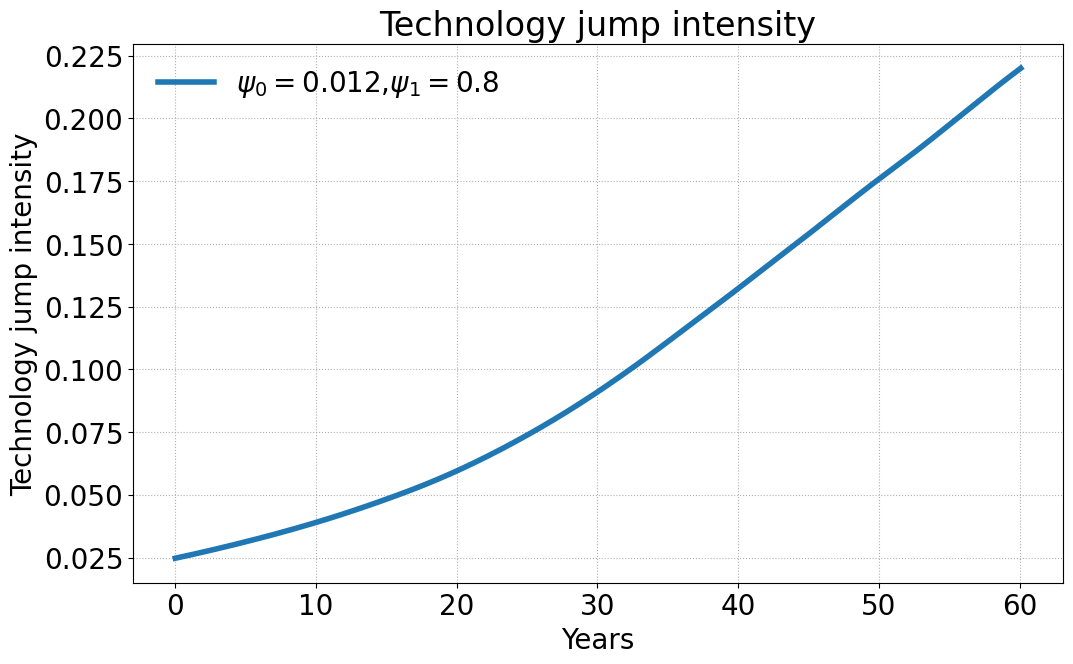 Technology jump intensity
ψ₀ = 0.012,ψ₁ = 0.8
Technology jump intensity
0.225
0.200
0.175
0.150
0.125
0.100
0.075
0.050
0.025
0 10 20 30 40 50 60
Years